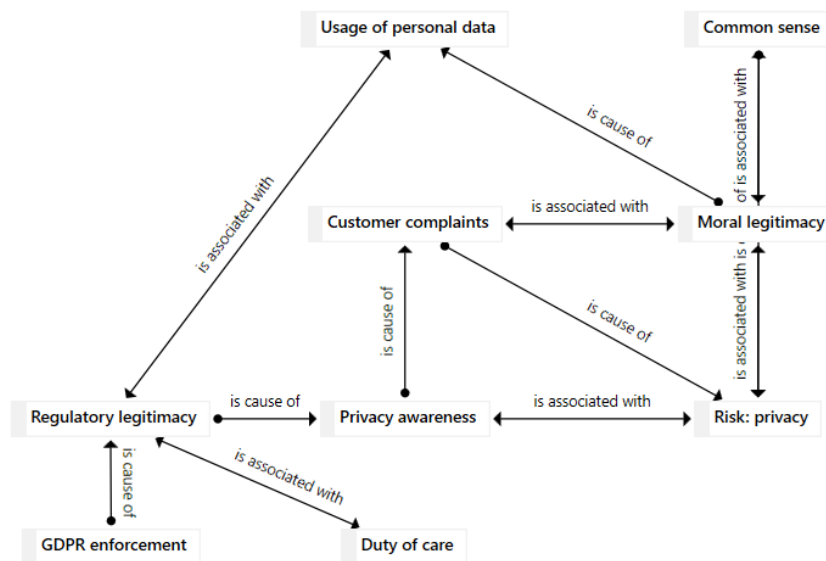 Usage of personal data
Common sense
is cause of
of is associated with
is associated with
Customer complaints
is associated with
Moral legitimacy
is cause of
is cause of
is associated with is
Regulatory legitimacy
is cause of
Privacy awareness
is associated with
Risk: privacy
is cause of
is associated with
GDPR enforcement
Duty of care